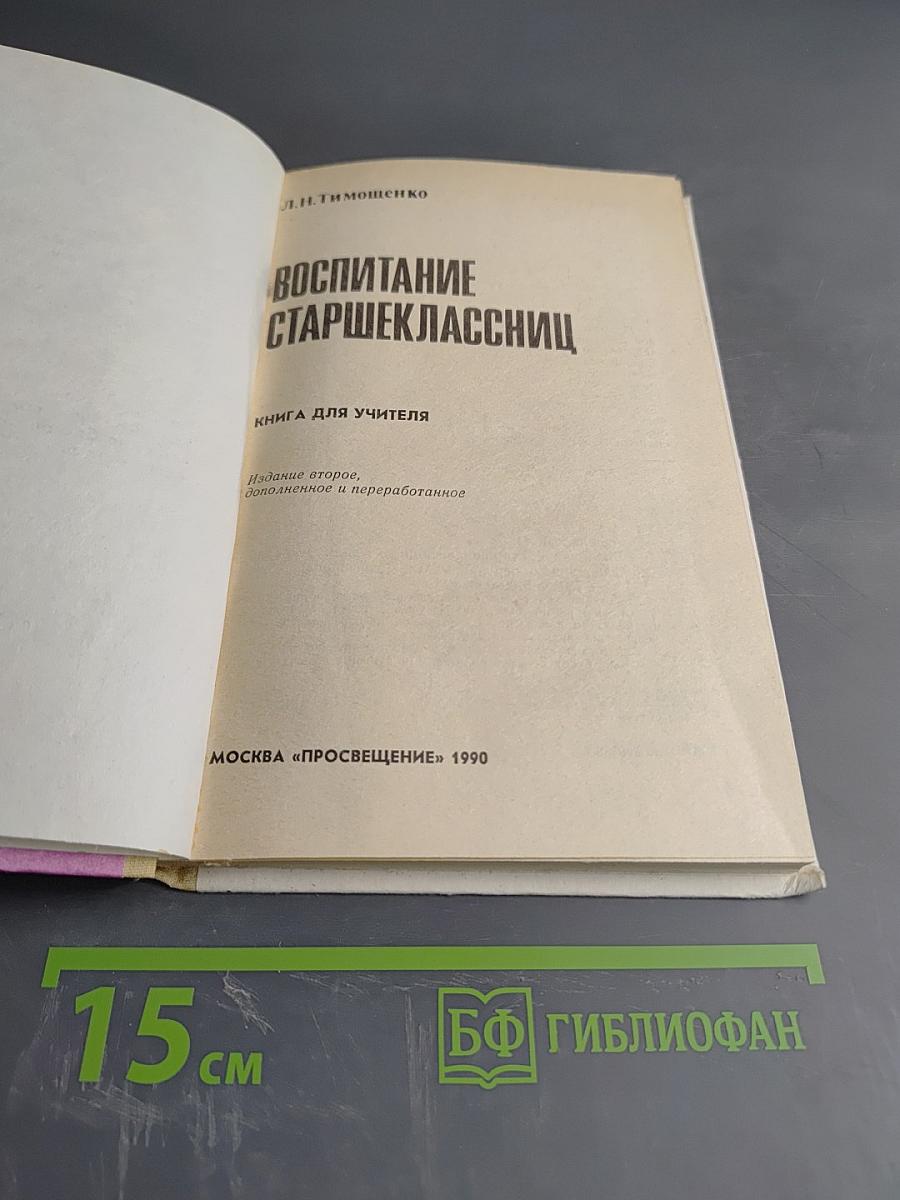 Л.Н.Тимощенко
ВОСПИТАНИЕ
СТАРШЕКЛАССНИЦ
КНИГА ДЛЯ УЧИТЕЛЯ
Издание второе,
дополненное и переработанное
МОСКВА «ПРОСВЕЩЕНИЕ» 1990
15 см
БФ ГИБЛИОФАН